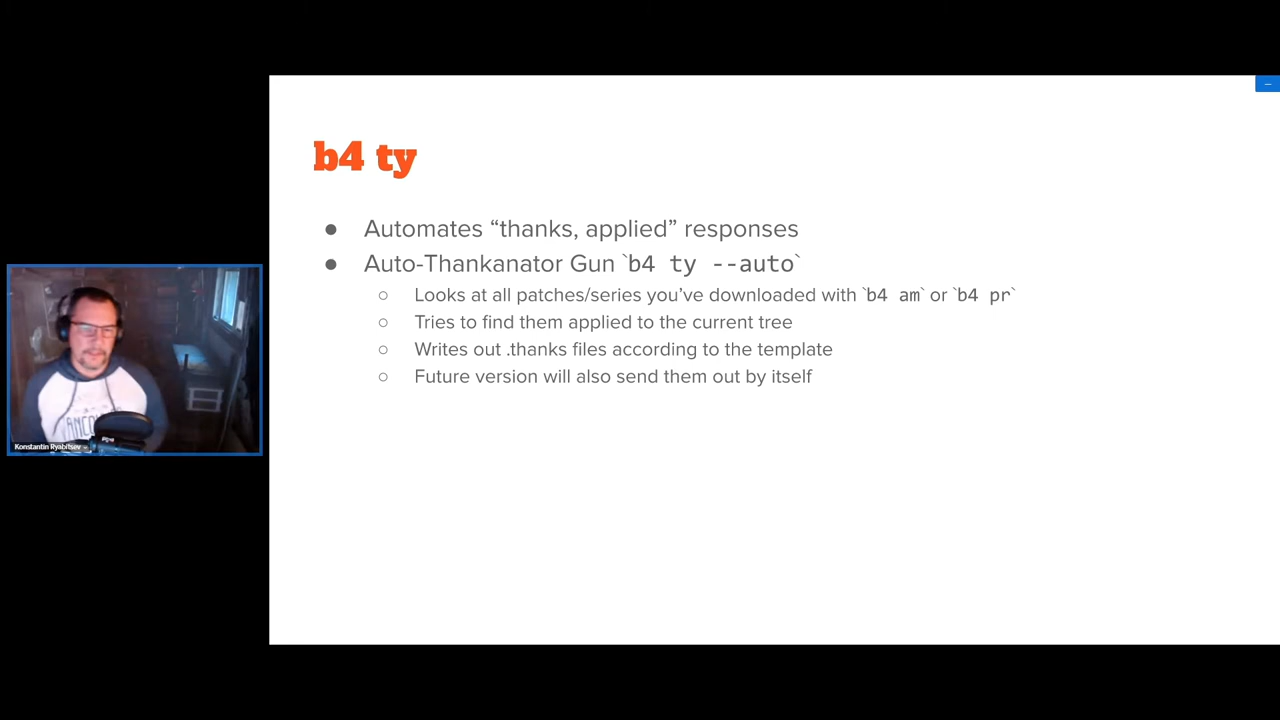 b4 ty
● Automates “thanks, applied” responses
● Auto-Thankanator Gun `b4 ty --auto`
○ Looks at all patches/series you’ve downloaded with `b4 am` or `b4 pr`
○ Tries to find them applied to the current tree
○ Writes out .thanks files according to the template
○ Future version will also send them out by itself
Konstantin Ryabitsev